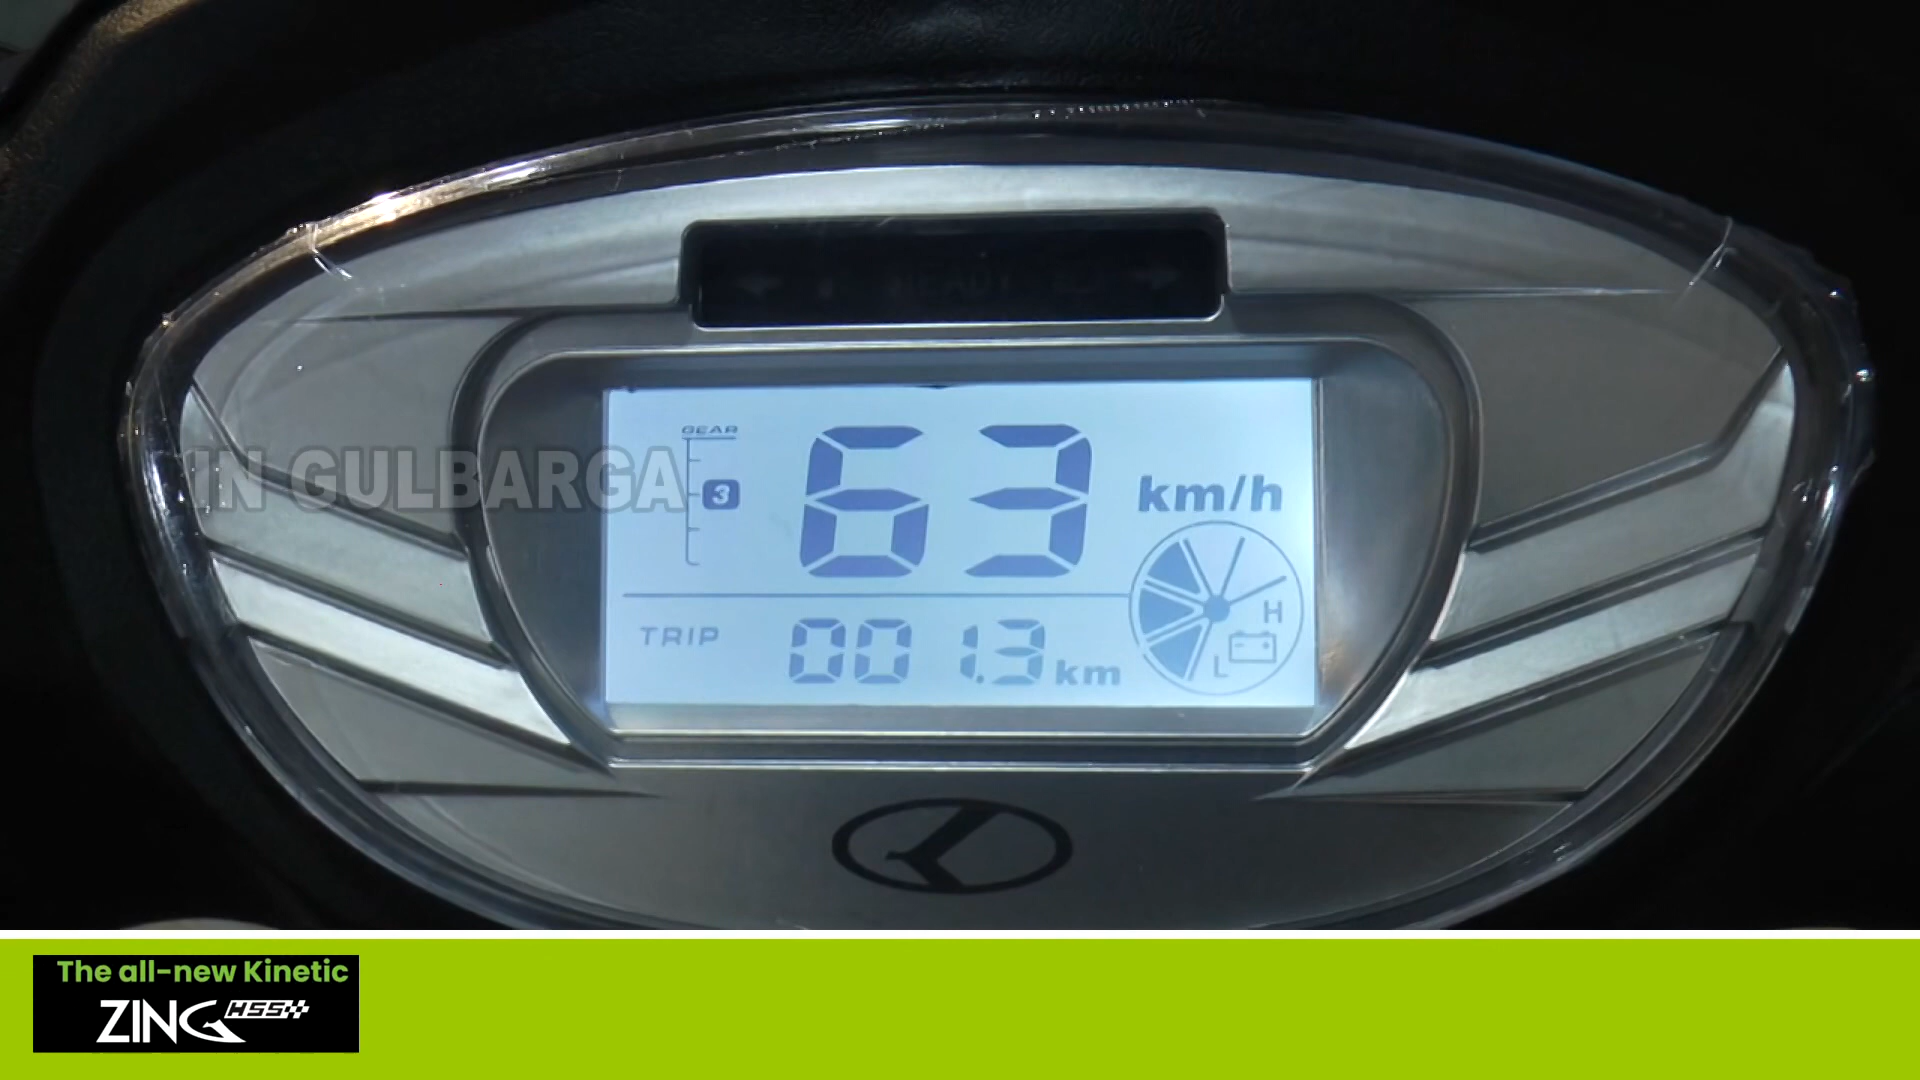 GEAR
3
63 km/h
H
L
TRIP 001.3 km
IN GULBARGA
The all-new Kinetic
ZING HSS